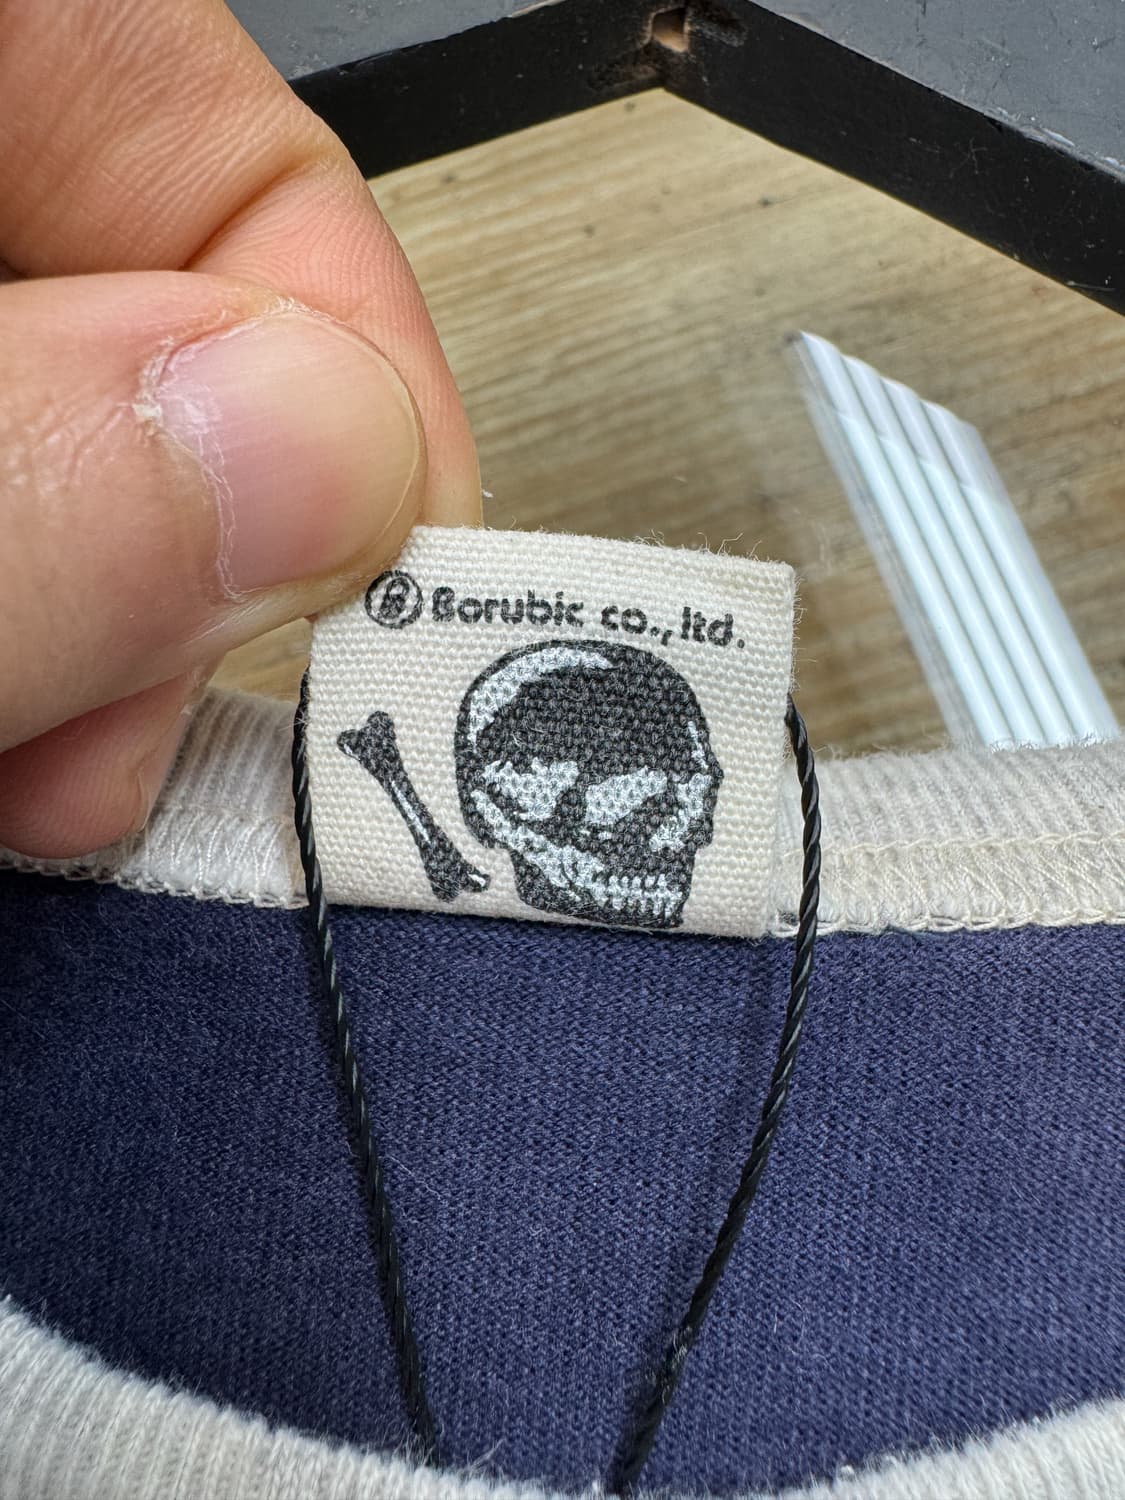 Ⓑ Borubic co., ltd.